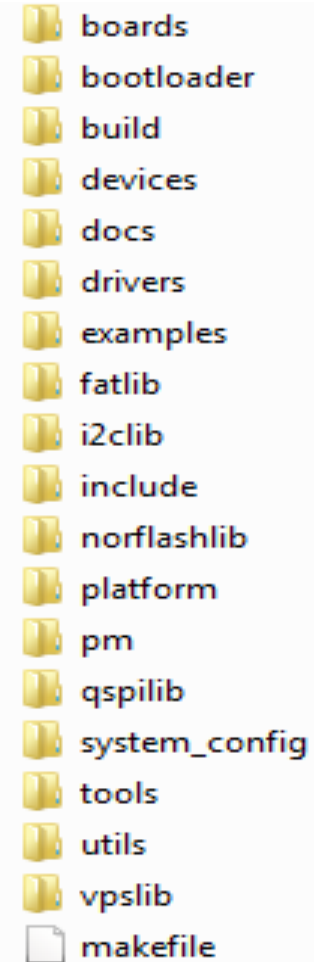 boards
bootloader
build
devices
docs
drivers
examples
fatlib
i2clib
include
norflashlib
platform
pm
qspilib
system_config
tools
utils
vpslib
makefile